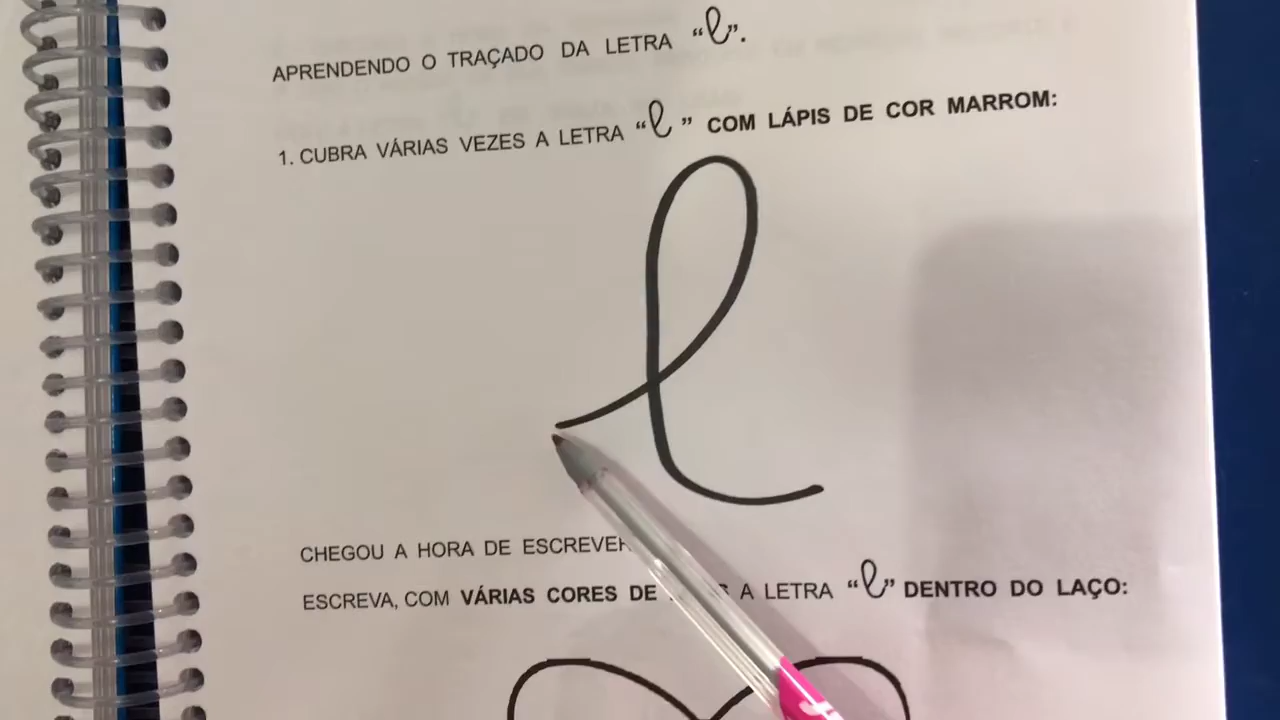 APRENDENDO O TRAÇADO DA LETRA “l”.
1. CUBRA VÁRIAS VEZES A LETRA “l” COM LÁPIS DE COR MARROM:
l
CHEGOU A HORA DE ESCREVER
ESCREVA, COM VÁRIAS CORES DE A LETRA “l” DENTRO DO LAÇO: